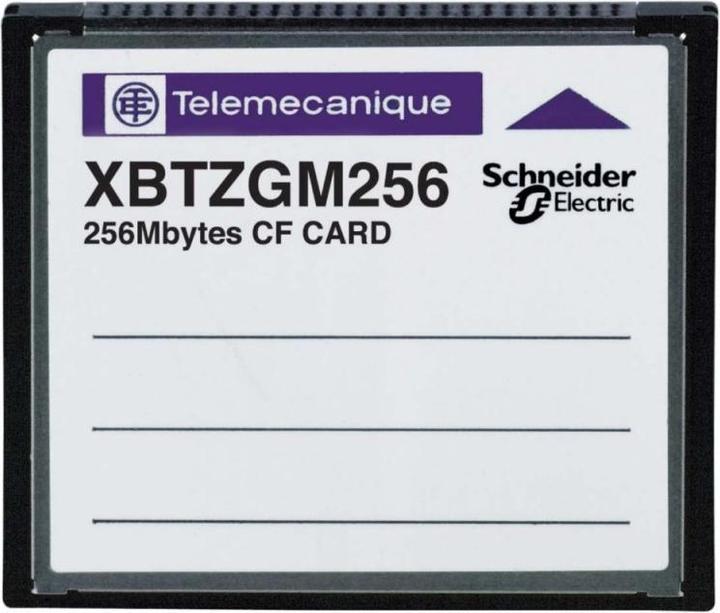 Telemecanique
XBTZGM256
Schneider
Electric
256Mbytes CF CARD